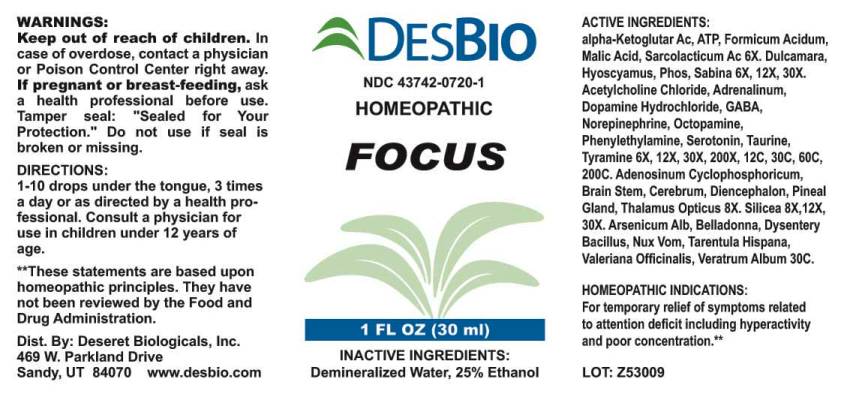 WARNINGS:
Keep out of reach of children. In
case of overdose, contact a physician
or Poison Control Center right away.
If pregnant or breast-feeding, ask
a health professional before use.
Tamper seal: "Sealed for Your
Protection." Do not use if seal is
broken or missing.
DIRECTIONS:
1-10 drops under the tongue, 3 times
a day or as directed by a health pro-
fessional. Consult a physician for
use in children under 12 years of
age.
**These statements are based upon
homeopathic principles. They have
not been reviewed by the Food and
Drug Administration.
Dist. By: Deseret Biologicals, Inc.
469 W. Parkland Drive
Sandy, UT 84070 www.desbio.com
DESBIO
NDC 43742-0720-1
HOMEOPATHIC
FOCUS
1 FL OZ (30 ml)
INACTIVE INGREDIENTS:
Demineralized Water, 25% Ethanol
ACTIVE INGREDIENTS:
alpha-Ketoglutar Ac, ATP, Formicum Acidum,
Malic Acid, Sarcolacticum Ac 6X. Dulcamara,
Hyoscyamus, Phos, Sabina 6X, 12X, 30X.
Acetylcholine Chloride, Adrenalinum,
Dopamine Hydrochloride, GABA,
Norepinephrine, Octopamine,
Phenylethylamine, Serotonin, Taurine,
Tyramine 6X, 12X, 30X, 200X, 12C, 30C, 60C,
200C. Adenosinum Cyclophosphoricum,
Brain Stem, Cerebrum, Diencephalon, Pineal
Gland, Thalamus Opticus 8X. Silicea 8X,12X,
30X. Arsenicum Alb, Belladonna, Dysentery
Bacillus, Nux Vom, Tarentula Hispana,
Valeriana Officinalis, Veratrum Album 30C.
HOMEOPATHIC INDICATIONS:
For temporary relief of symptoms related
to attention deficit including hyperactivity
and poor concentration.**
LOT: Z53009